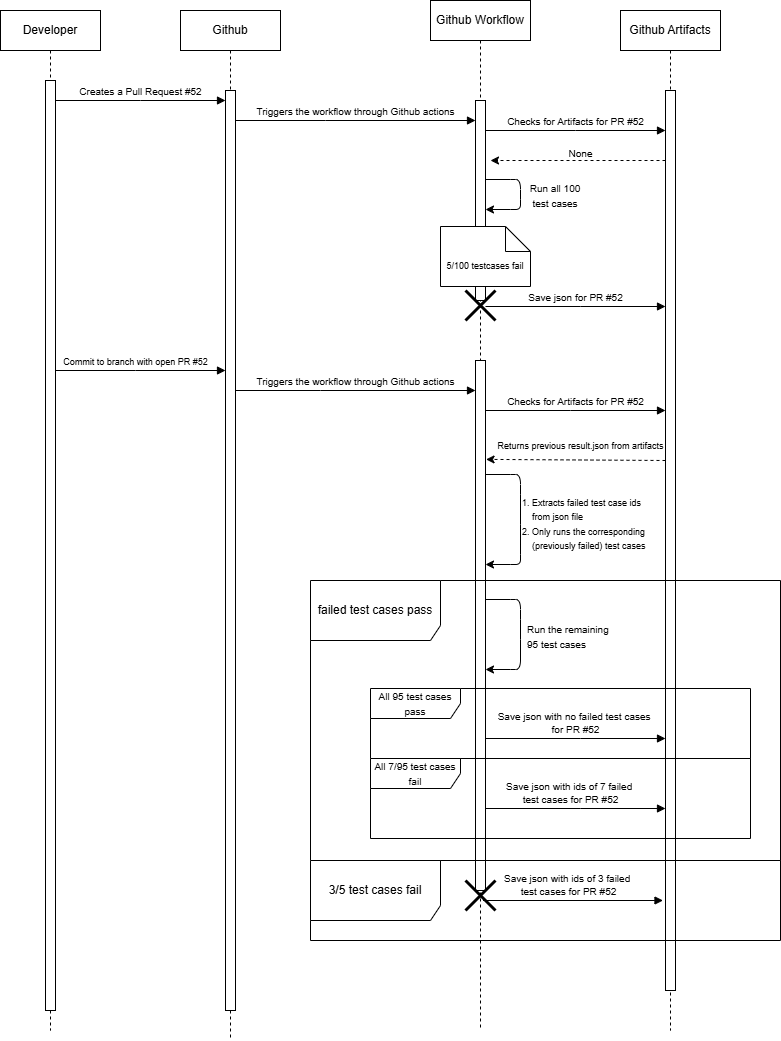 Developer
Github
Github Workflow
Github Artifacts
Creates a Pull Request #52
Triggers the workflow through Github actions
Checks for Artifacts for PR #52
None
Run all 100
test cases
5/100 testcases fail
Save json for PR #52
Commit to branch with open PR #52
Triggers the workflow through Github actions
Checks for Artifacts for PR #52
Returns previous result.json from artifacts
1. Extracts failed test case ids
from json file
2. Only runs the corresponding
(previously failed) test cases
failed test cases pass
Run the remaining
95 test cases
All 95 test cases
pass
Save json with no failed test cases
for PR #52
All 7/95 test cases
fail
Save json with ids of 7 failed
test cases for PR #52
3/5 test cases fail
Save json with ids of 3 failed
test cases for PR #52